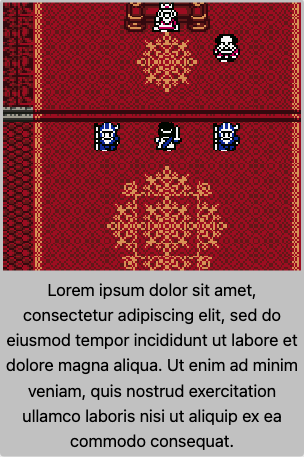 Lorem ipsum dolor sit amet,
consectetur adipiscing elit, sed do
eiusmod tempor incididunt ut labore et
dolore magna aliqua. Ut enim ad minim
veniam, quis nostrud exercitation
ullamco laboris nisi ut aliquip ex ea
commodo consequat.